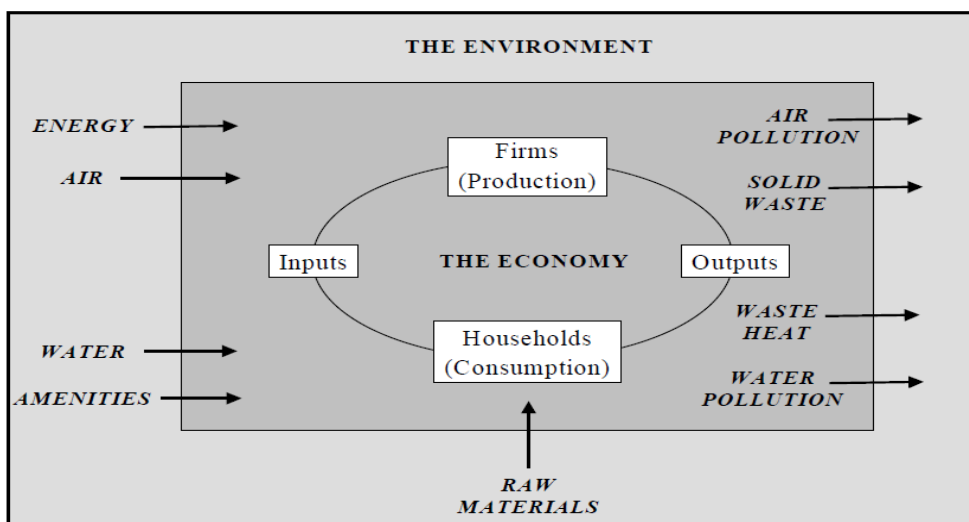 THE ENVIRONMENT
ENERGY
AIR
POLLUTION
Firms
(Production)
AIR
SOLID
WASTE
Inputs
THE ECONOMY
Outputs
WASTE
HEAT
Households
(Consumption)
WATER
WATER
POLLUTION
AMENITIES
RAW
MATERIALS